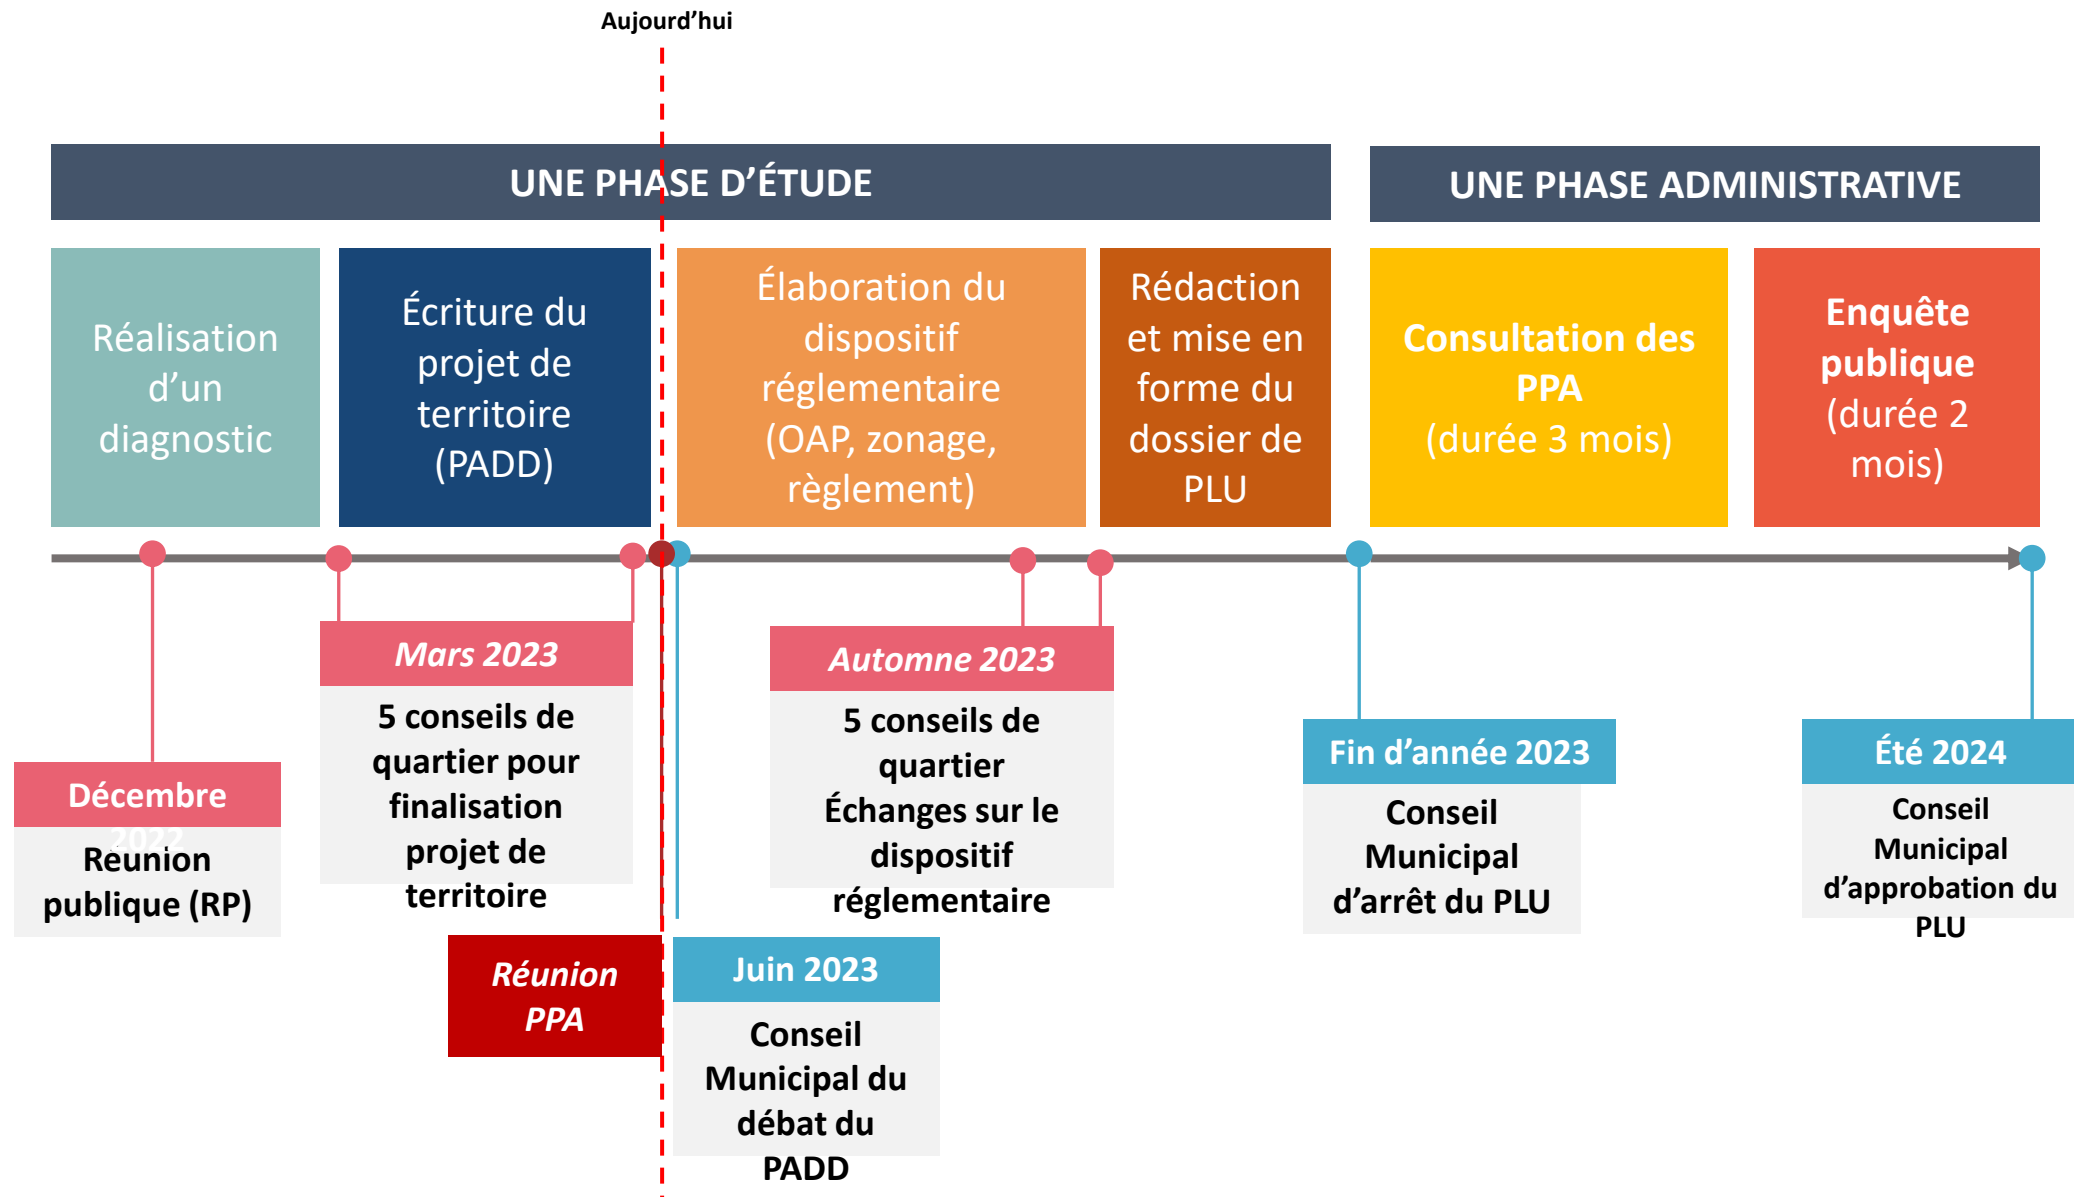 Aujourd’hui
UNE PHASE D’ÉTUDE
UNE PHASE ADMINISTRATIVE
Réalisation
d’un
diagnostic
Écriture du
projet de
territoire
(PADD)
Élaboration du
dispositif
réglementaire
(OAP, zonage,
règlement)
Rédaction
et mise en
forme du
dossier de
PLU
Consultation des
PPA
(durée 3 mois)
Enquête
publique
(durée 2
mois)
Décembre
2022
Réunion
publique (RP)
Mars 2023
5 conseils de
quartier pour
finalisation
projet de
territoire
Réunion
PPA
Juin 2023
Conseil
Municipal du
débat du
PADD
Automne 2023
5 conseils de
quartier
Échanges sur le
dispositif
réglementaire
Fin d’année 2023
Conseil
Municipal
d’arrêt du PLU
Été 2024
Conseil
Municipal
d’approbation du
PLU